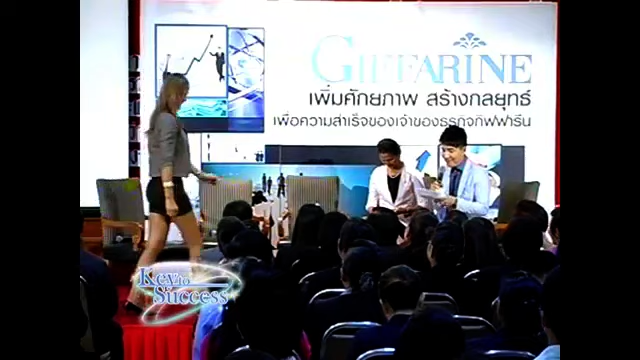 GIFFARINE
เพิ่มศักยภาพ สร้างกลยุทธ์
เพื่อความสำเร็จของเจ้าของธุรกิจกิฟฟารีน
Key to
Success